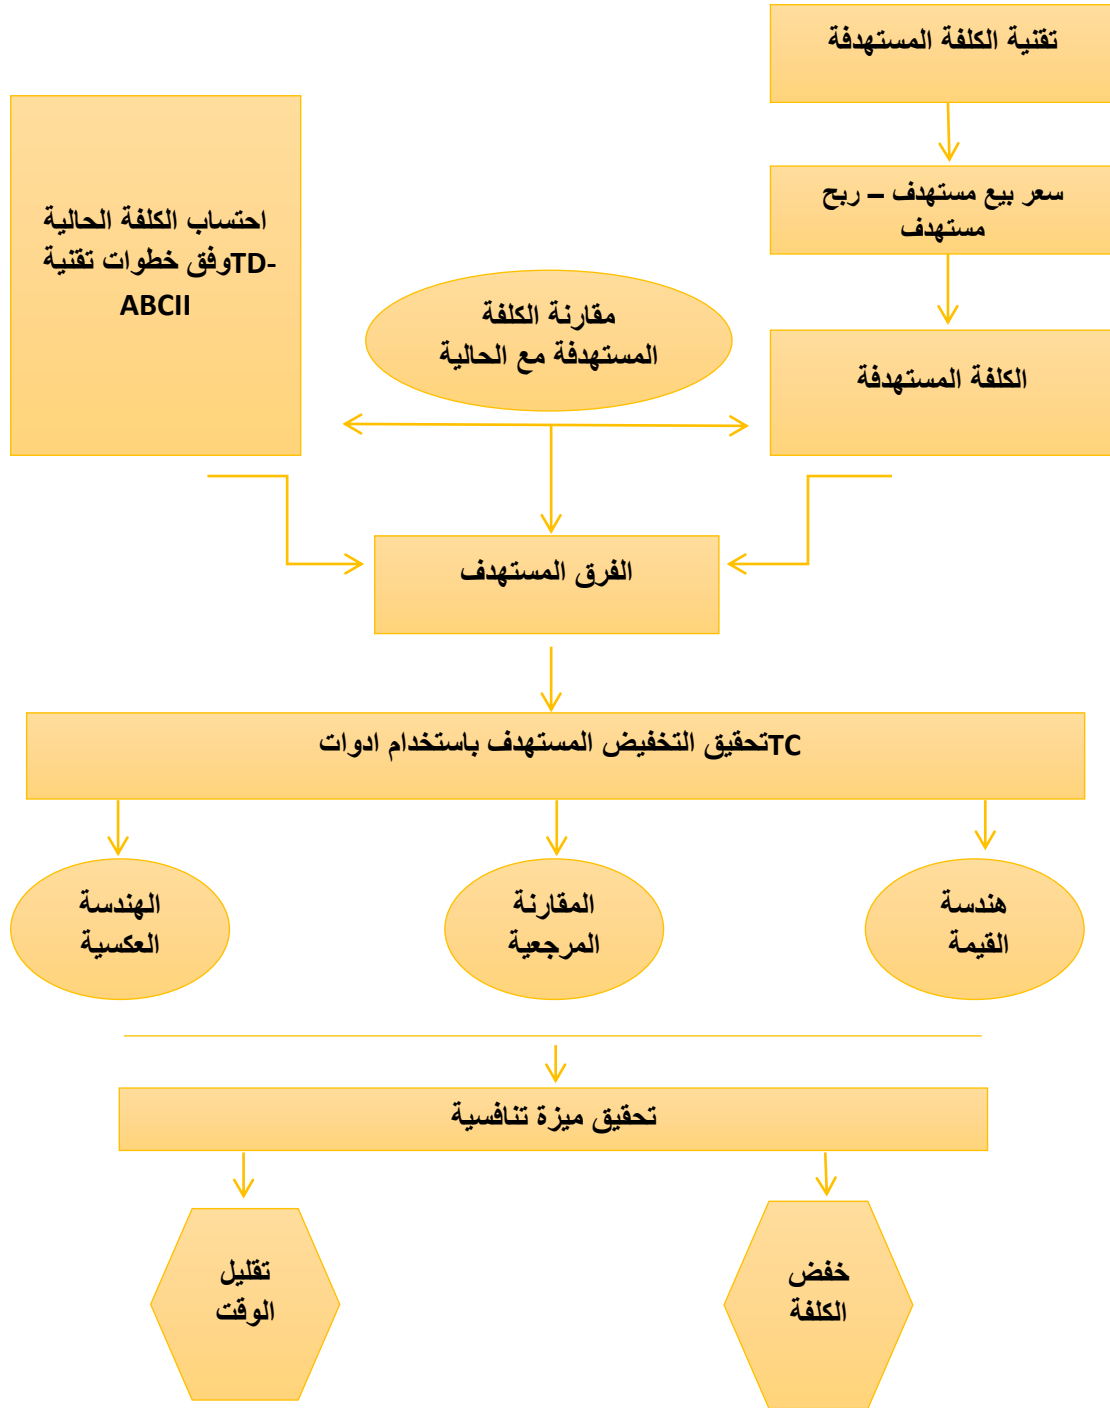 تقنية الكلفة المستهدفة
سعر بيع مستهدف – ربح
مستهدف
الكلفة المستهدفة
احتساب الكلفة الحالية
وفق خطوات تقنية TD-
ABCII
مقارنة الكلفة
المستهدفة مع الحالية
الفرق المستهدف
تحقيق التخفيض المستهدف باستخدام ادوات TC
هندسة
القيمة
المقارنة
المرجعية
الهندسة
العكسية
تحقيق ميزة تنافسية
خفض
الكلفة
تقليل
الوقت